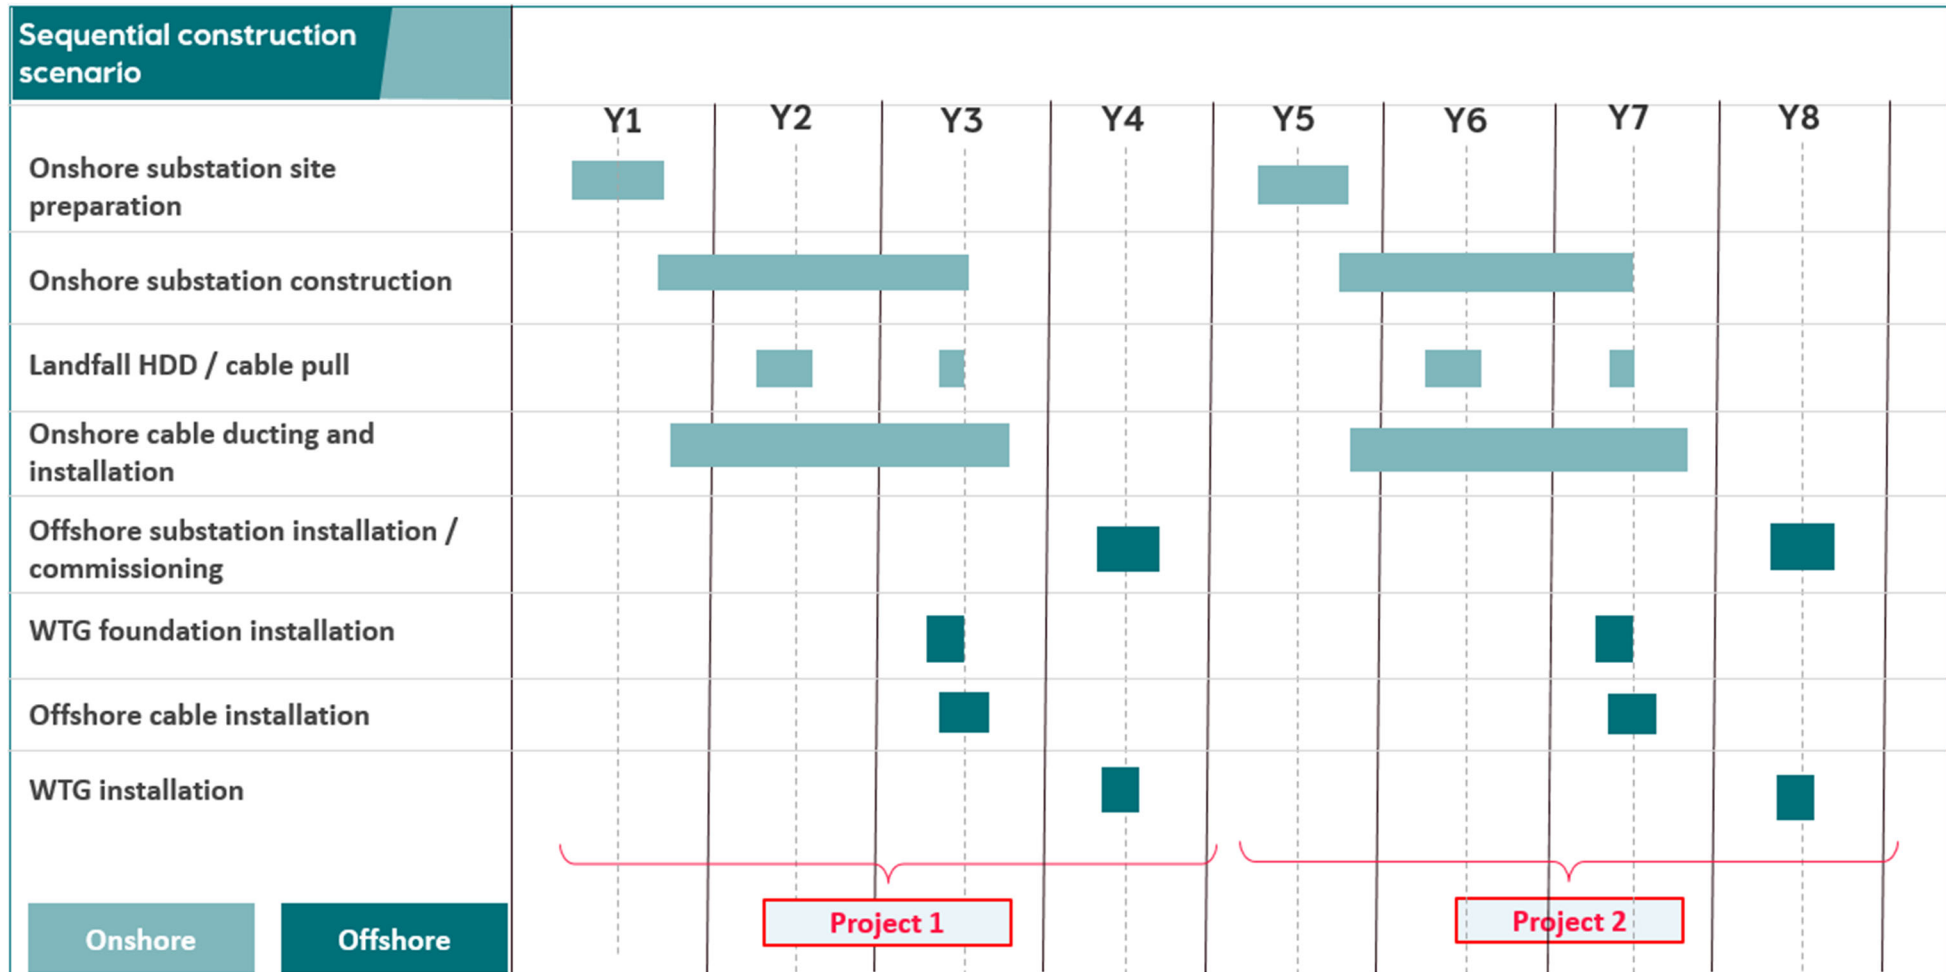 Sequential construction
scenario
Y1 Y2 Y3 Y4 Y5 Y6 Y7 Y8
Onshore substation site
preparation
Onshore substation construction
Landfall HDD / cable pull
Onshore cable ducting and
installation
Offshore substation installation /
commissioning
WTG foundation installation
Offshore cable installation
WTG installation
Project 1 Project 2
Onshore Offshore